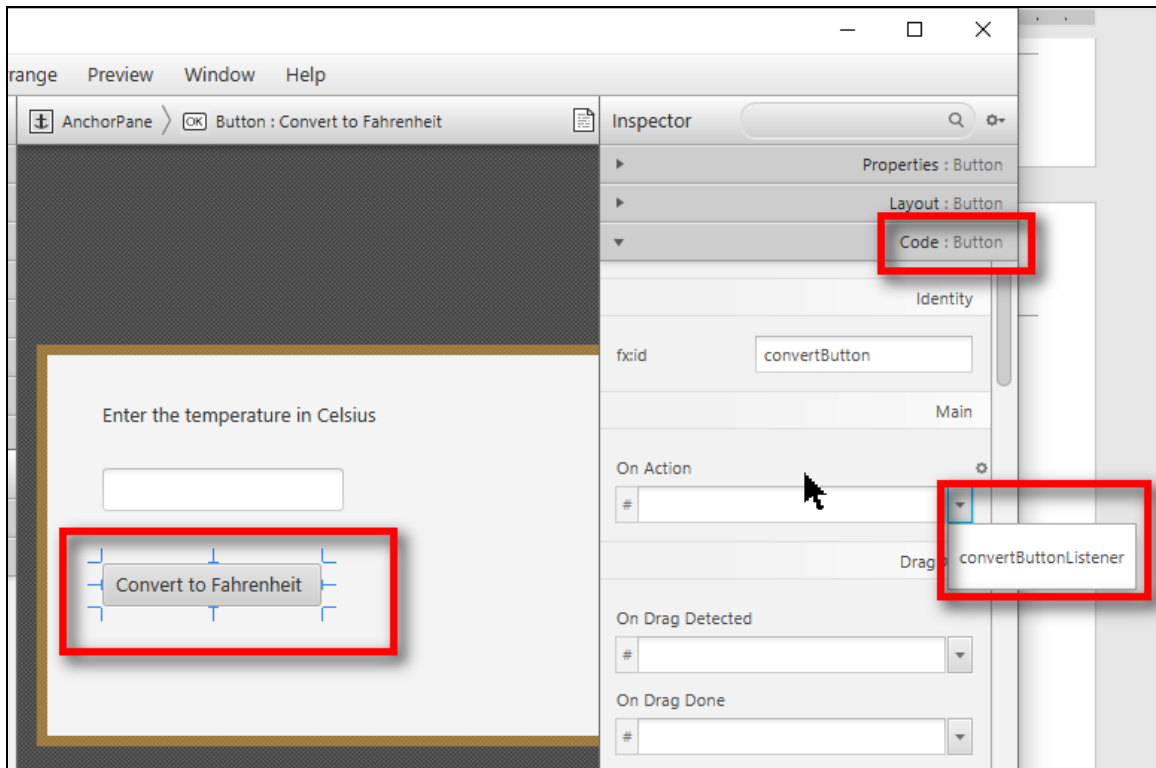 range Preview Window Help
AnchorPane OK Button : Convert to Fahrenheit
Inspector
Properties : Button
Layout : Button
Code : Button
Identity
fx:id convertButton
Main
Enter the temperature in Celsius
On Action
#
convertButtonListener
Drag
Convert to Fahrenheit
On Drag Detected
#
On Drag Done
#